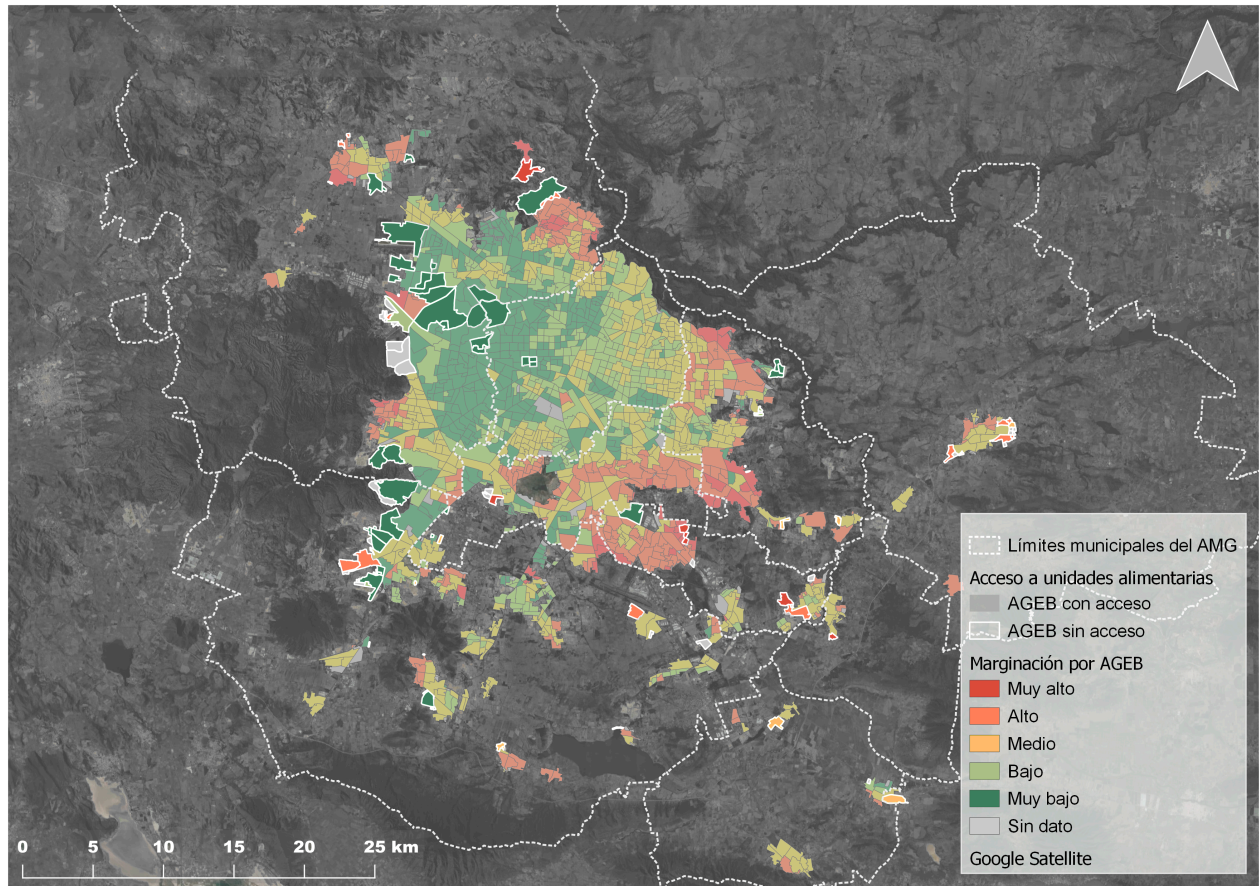 Límites municipales del AMG
Acceso a unidades alimentarias
AGEB con acceso
AGEB sin acceso
Marginación por AGEB
Muy alto
Alto
Medio
Bajo
Muy bajo
Sin dato
Google Satellite
0 5 10 15 20 25 km